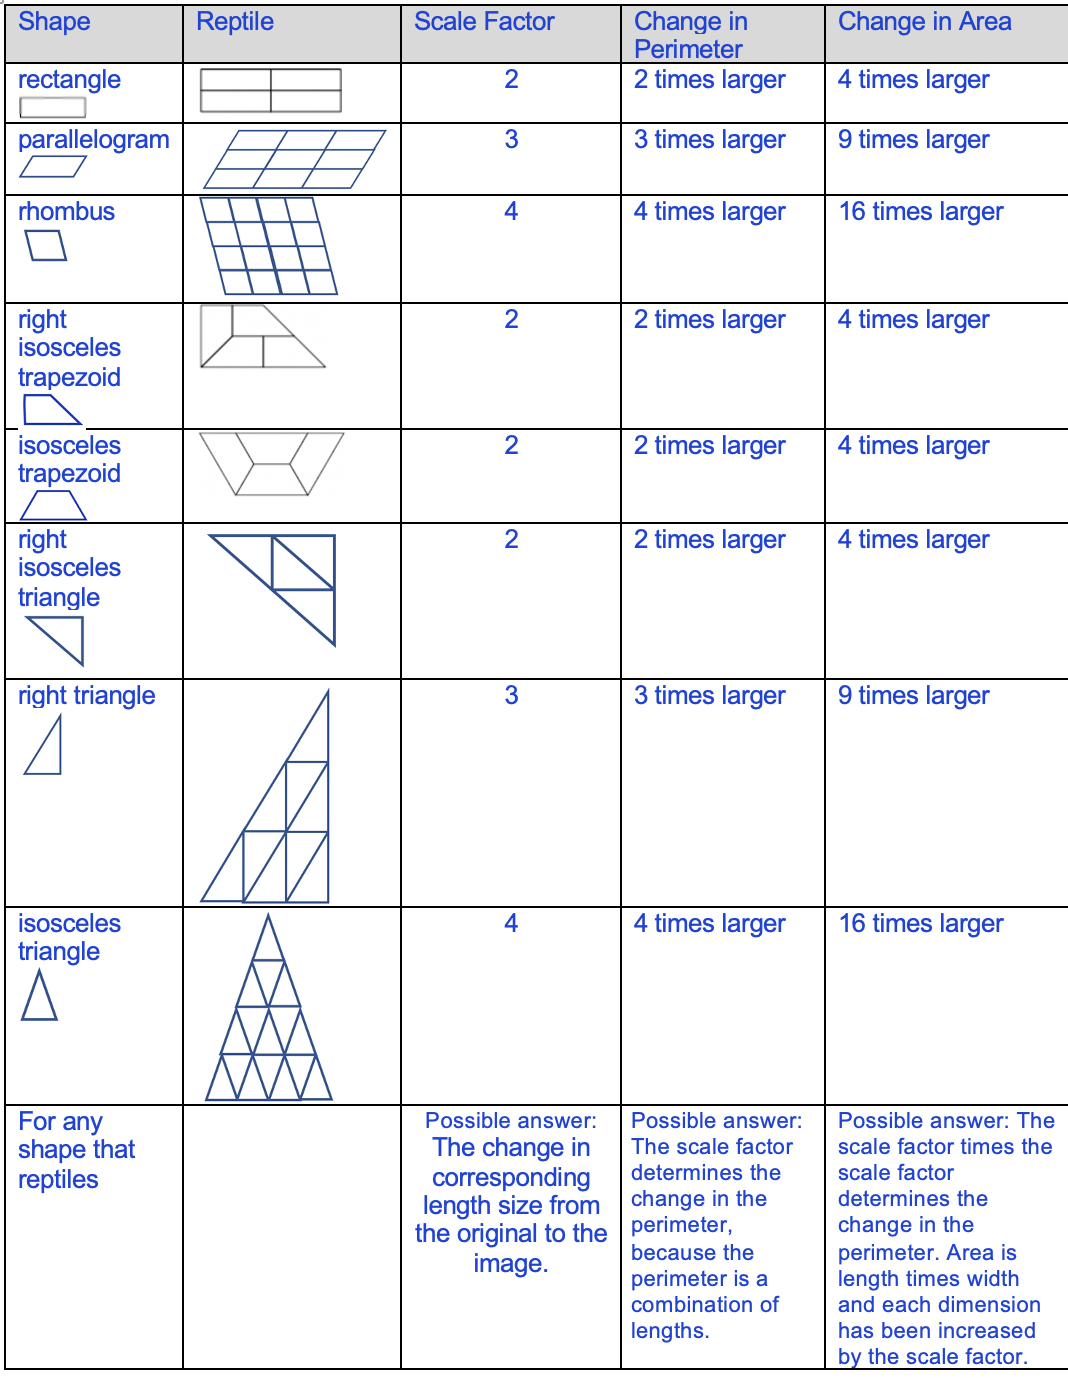 Shape Reptile Scale Factor Change in Perimeter Change in Area
rectangle 2 2 times larger 4 times larger
parallelogram 3 3 times larger 9 times larger
rhombus 4 4 times larger 16 times larger
right 2 2 times larger 4 times larger
isosceles
trapezoid
isosceles 2 2 times larger 4 times larger
trapezoid
right 2 2 times larger 4 times larger
isosceles
triangle
right triangle 3 3 times larger 9 times larger
isosceles 4 4 times larger 16 times larger
triangle
For any
shape that
reptiles
Possible answer:
The change in
corresponding
length size from
the original to the
image.
Possible answer:
The scale factor
determines the
change in the
perimeter,
because the
perimeter is a
combination of
lengths.
Possible answer: The
scale factor times the
scale factor
determines the
change in the
perimeter. Area is
length times width
and each dimension
has been increased
by the scale factor.